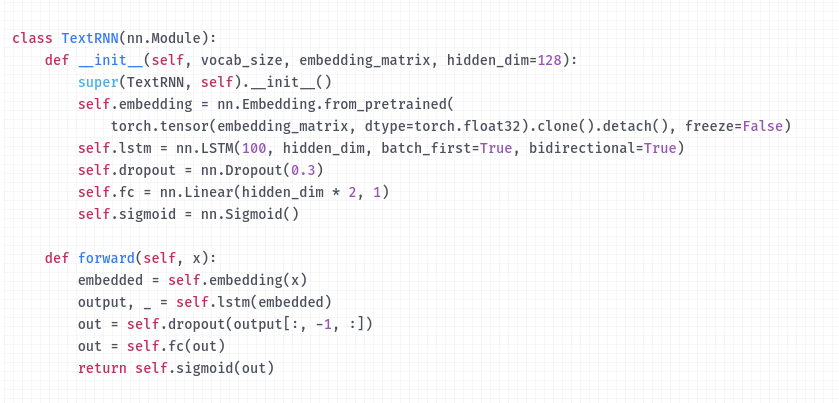 class TextRNN(nn.Module):
    def __init__(self, vocab_size, embedding_matrix, hidden_dim=128):
        super(TextRNN, self).__init__()
        self.embedding = nn.Embedding.from_pretrained(
            torch.tensor(embedding_matrix, dtype=torch.float32).clone().detach(), freeze=False)
        self.lstm = nn.LSTM(100, hidden_dim, batch_first=True, bidirectional=True)
        self.dropout = nn.Dropout(0.3)
        self.fc = nn.Linear(hidden_dim * 2, 1)
        self.sigmoid = nn.Sigmoid()

    def forward(self, x):
        embedded = self.embedding(x)
        output, _ = self.lstm(embedded)
        out = self.dropout(output[:, -1, :])
        out = self.fc(out)
        return self.sigmoid(out)